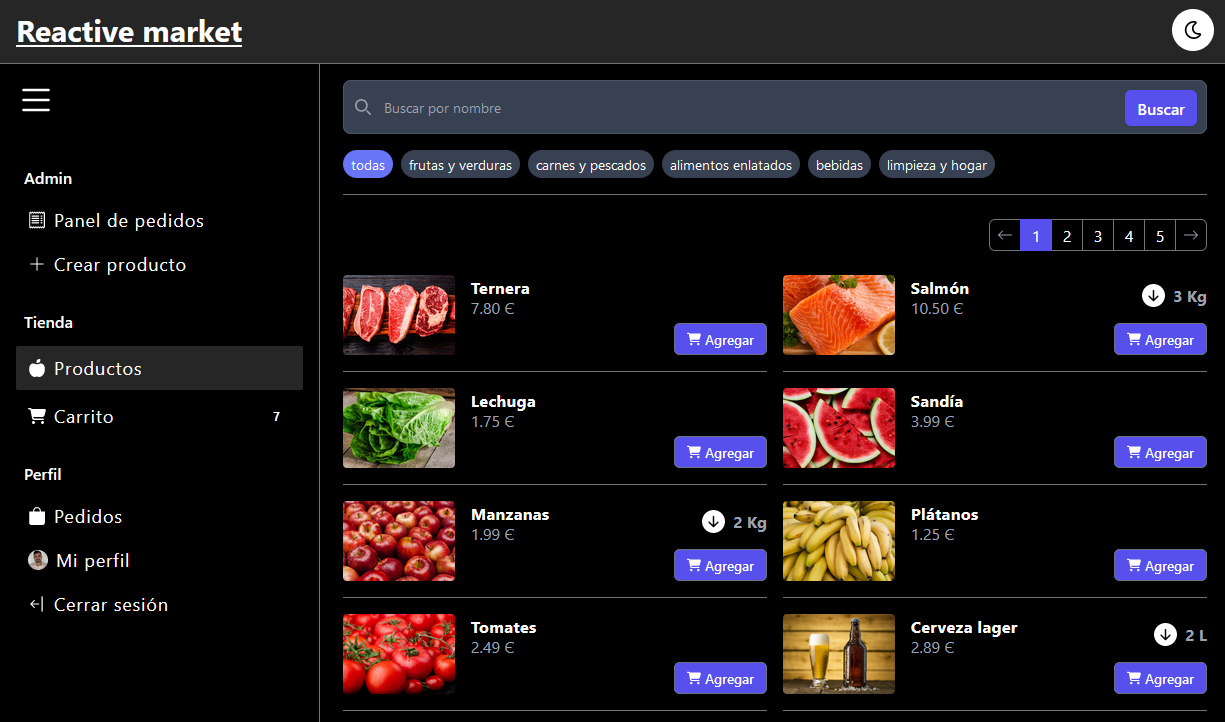 Reactive market
Admin
Panel de pedidos
Crear producto
Tienda
Productos
Carrito 7
Perfil
Pedidos
Mi perfil
Cerrar sesión
Buscar por nombre Buscar
todas frutas y verduras carnes y pescados alimentos enlatados bebidas limpieza y hogar
1 2 3 4 5
Ternera
7.80 €
Agregar
Salmón 3 Kg
10.50 €
Agregar
Lechuga
1.75 €
Agregar
Sandía
3.99 €
Agregar
Manzanas 2 Kg
1.99 €
Agregar
Plátanos
1.25 €
Agregar
Tomates
2.49 €
Agregar
Cerveza lager 2 L
2.89 €
Agregar